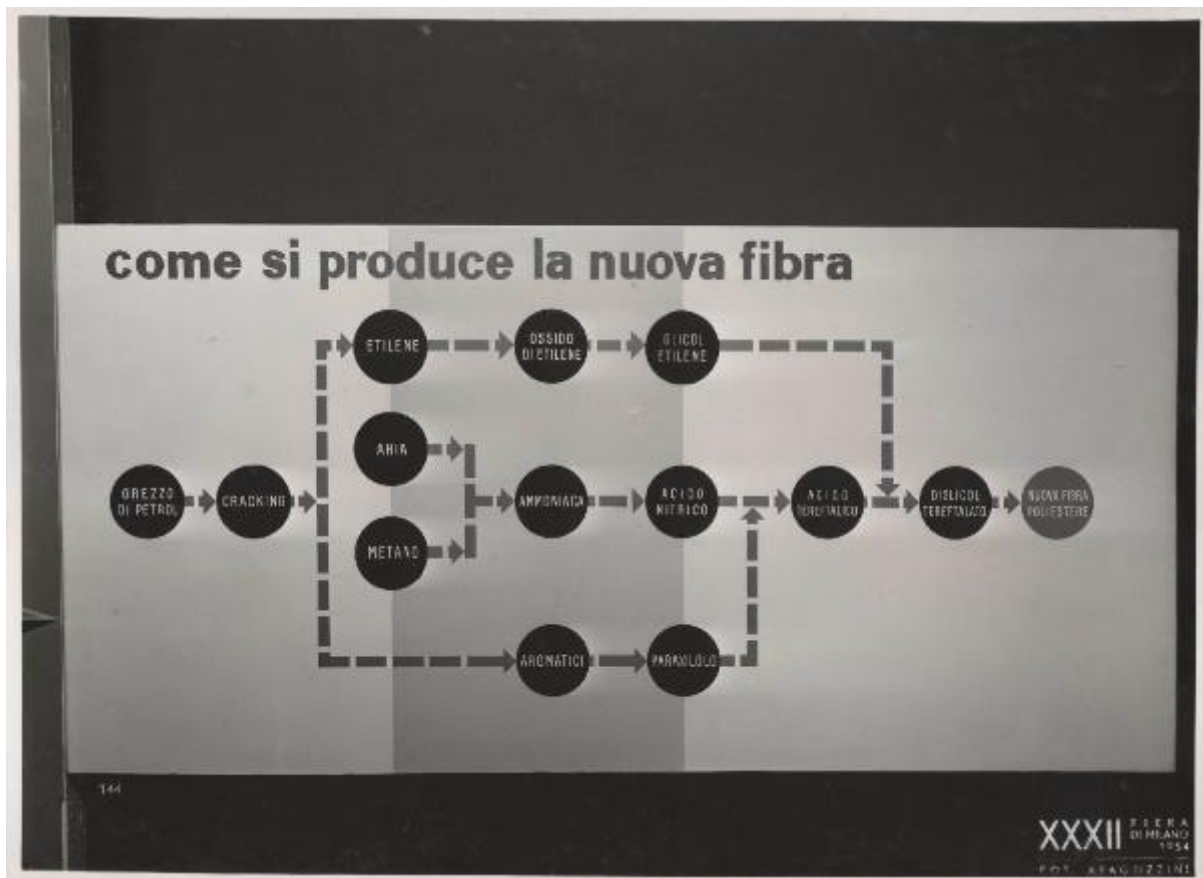 come si produce la nuova fibra
ETILENE
OSSIDO
DI ETILENE
GLICOL
ETILENE
ARIA
GREZZO
DI PETROL.
CRACKING
AMMONIACA
ACIDO
NITRICO
ACIDO
TEREFTALICO
DIGLICOL
TEREFTALATO
NUOVA FIBRA
POLIESTERE
METANO
AROMATICI
PARAXILOLO
144
XXXII FIERA
DI MILANO
1954
FOT. ARAGOZZINI